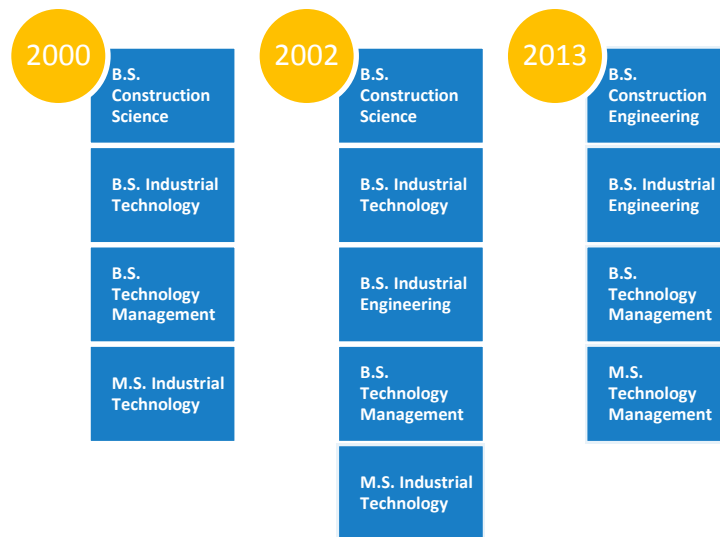 2000
B.S.
Construction
Science
B.S. Industrial
Technology
B.S.
Technology
Management
M.S. Industrial
Technology
2002
B.S.
Construction
Science
B.S. Industrial
Technology
B.S. Industrial
Engineering
B.S.
Technology
Management
M.S. Industrial
Technology
2013
B.S.
Construction
Engineering
B.S. Industrial
Engineering
B.S.
Technology
Management
M.S.
Technology
Management